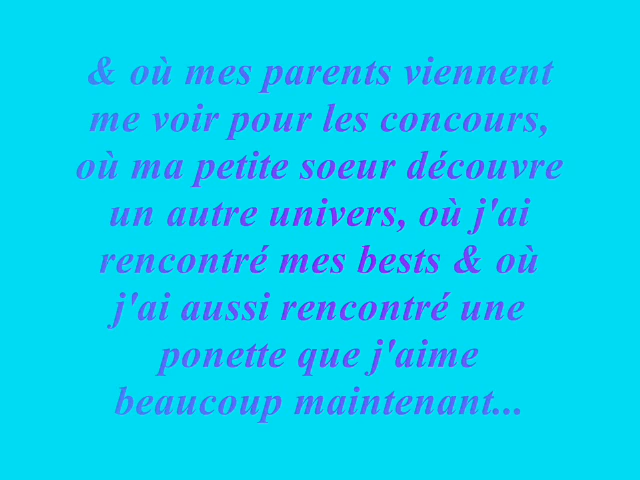 & où mes parents viennent
me voir pour les concours,
où ma petite soeur découvre
un autre univers, où j'ai
rencontré mes bests & où
j'ai aussi rencontré une
ponette que j'aime
beaucoup maintenant...